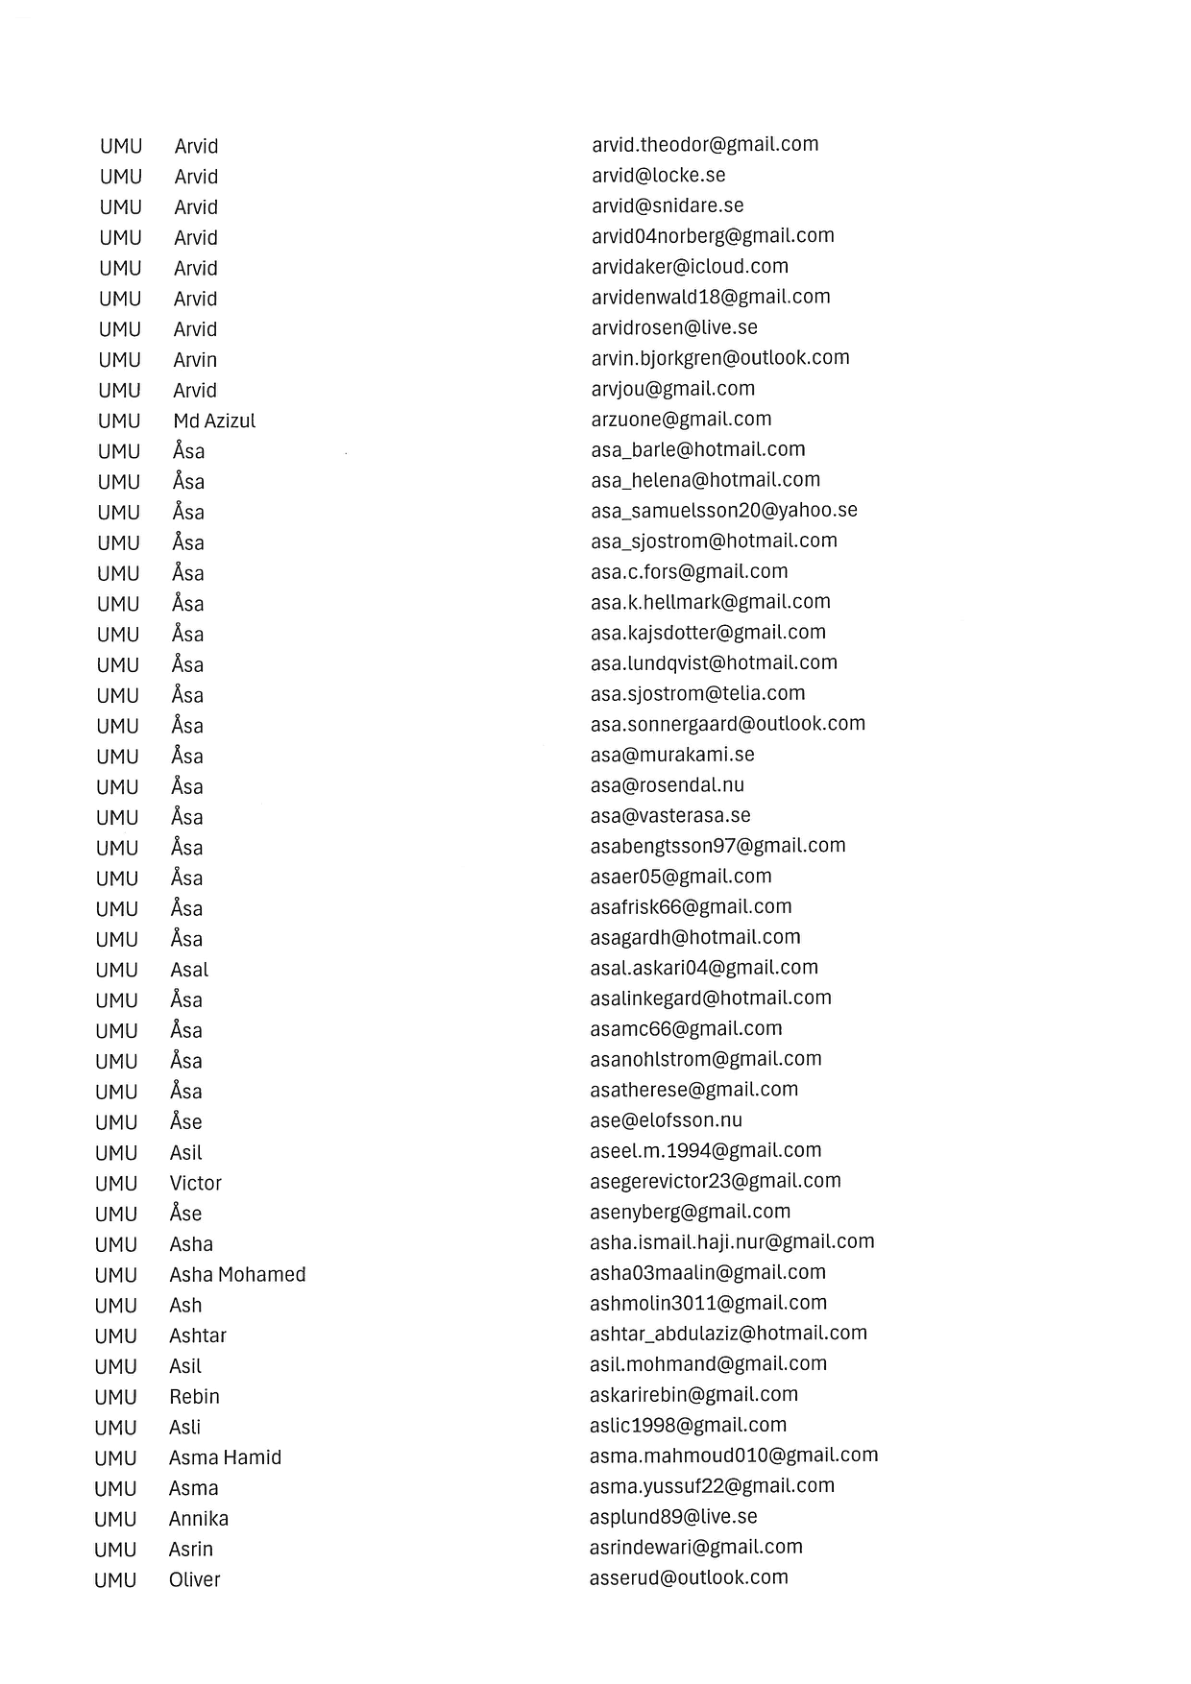 UMU Arvid arvid.theodor@gmail.com
UMU Arvid arvid@locke.se
UMU Arvid arvid@snidare.se
UMU Arvid arvid04norberg@gmail.com
UMU Arvid arvidaker@icloud.com
UMU Arvid arvidenwald18@gmail.com
UMU Arvid arvidrosen@live.se
UMU Arvin arvin.bjorkgren@outlook.com
UMU Arvid arvjou@gmail.com
UMU Md Azizul arzuone@gmail.com
UMU Åsa asa_barle@hotmail.com
UMU Åsa asa_helena@hotmail.com
UMU Åsa asa_samuelsson20@yahoo.se
UMU Åsa asa_sjostrom@hotmail.com
UMU Åsa asa.c.fors@gmail.com
UMU Åsa asa.k.hellmark@gmail.com
UMU Åsa asa.kajsdotter@gmail.com
UMU Åsa asa.lundqvist@hotmail.com
UMU Åsa asa.sjostrom@telia.com
UMU Åsa asa.sonnergaard@outlook.com
UMU Åsa asa@murakami.se
UMU Åsa asa@rosendal.nu
UMU Åsa asa@vasterasa.se
UMU Åsa asabengtsson97@gmail.com
UMU Åsa asaer05@gmail.com
UMU Åsa asafrisk66@gmail.com
UMU Åsa asagardh@hotmail.com
UMU Asal asal.askari04@gmail.com
UMU Åsa asalinkegard@hotmail.com
UMU Åsa asamc66@gmail.com
UMU Åsa asanohlstrom@gmail.com
UMU Åsa asatherese@gmail.com
UMU Åse ase@elofsson.nu
UMU Asil aseel.m.1994@gmail.com
UMU Victor asegerevictor23@gmail.com
UMU Åse asenyberg@gmail.com
UMU Asha asha.ismail.haji.nur@gmail.com
UMU Asha Mohamed asha03maalin@gmail.com
UMU Ash ashmolin3011@gmail.com
UMU Ashtar ashtar_abdulaziz@hotmail.com
UMU Asil asil.mohmand@gmail.com
UMU Rebin askarirebin@gmail.com
UMU Asli aslic1998@gmail.com
UMU Asma Hamid asma.mahmoud010@gmail.com
UMU Asma asma.yussuf22@gmail.com
UMU Annika asplund89@live.se
UMU Asrin asrindewari@gmail.com
UMU Oliver asserud@outlook.com